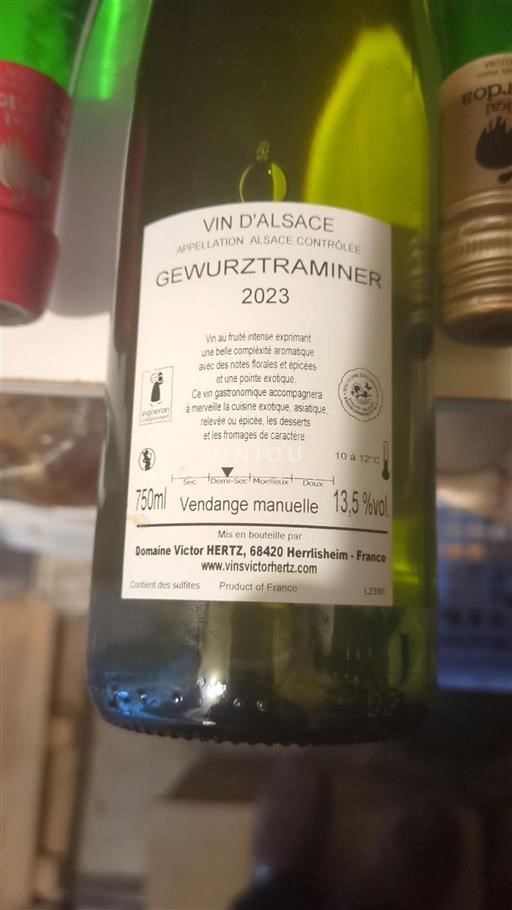 VIN D'ALSACE
APPELLATION ALSACE CONTRÔLÉE
GEWURZTRAMINER
2023
Vin au fruité intense exprimant
une belle compléxité aromatique
avec des notes florales et épicées
et une pointe exotique.
Ce vin gastronomique accompagnera
à merveille la cuisine exotique, asiatique,
relevée ou épicée, les desserts
et les fromages de caractère.
vigneron
indépendant
VINIOU
10 à 12°C
Sec Demi-Sec Moelleux Doux
750ml Vendange manuelle 13,5 %vol.
Mis en bouteille par
Domaine Victor HERTZ, 68420 Herrlisheim - France
www.vinsvictorhertz.com
Contient des sulfites Product of France L2390